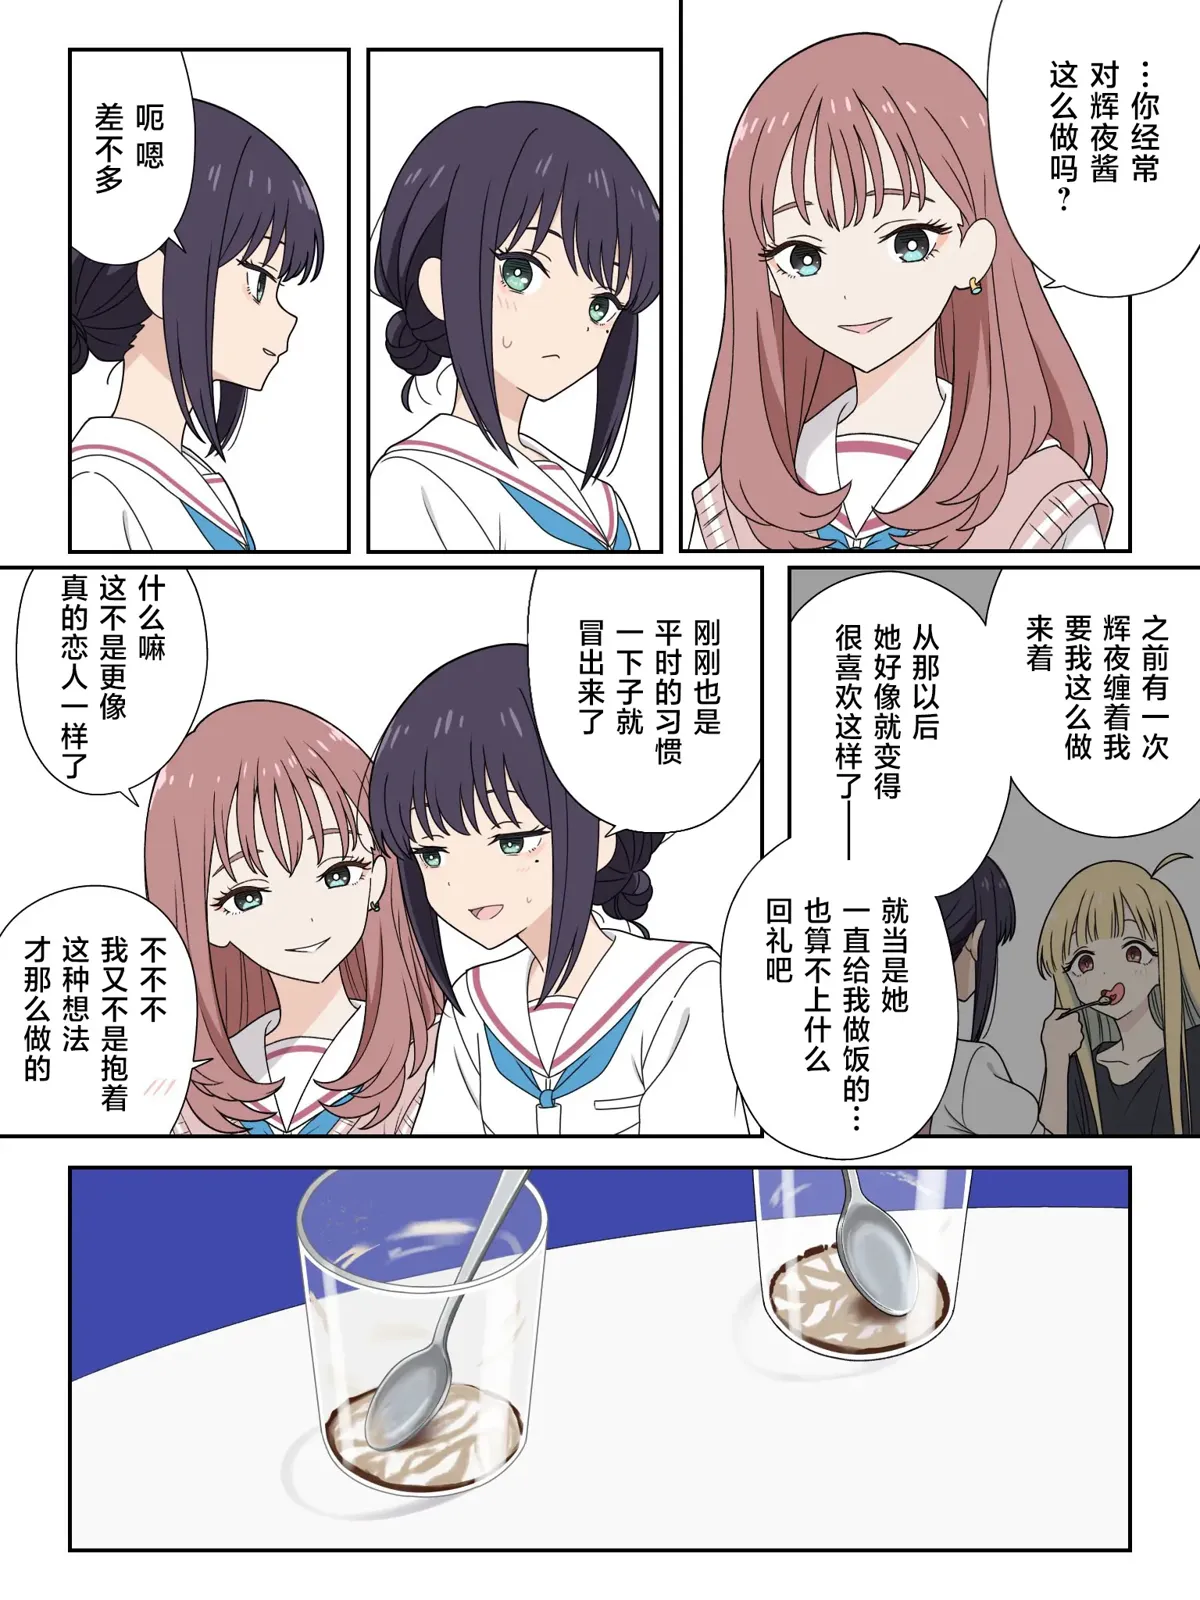 …你经常
对辉夜酱
这么做吗？
呃嗯
差不多
之前有一次
辉夜缠着我
要我这么做
来着
从那以后
她好像就变得
很喜欢这样了——
就当是她
一直给我做饭的…
也算不上什么
回礼吧
刚刚也是
平时的习惯
一下子就
冒出来了
什么嘛
这不是更像
真的恋人一样了
不不不
我又不是抱着
这种想法
才那么做的